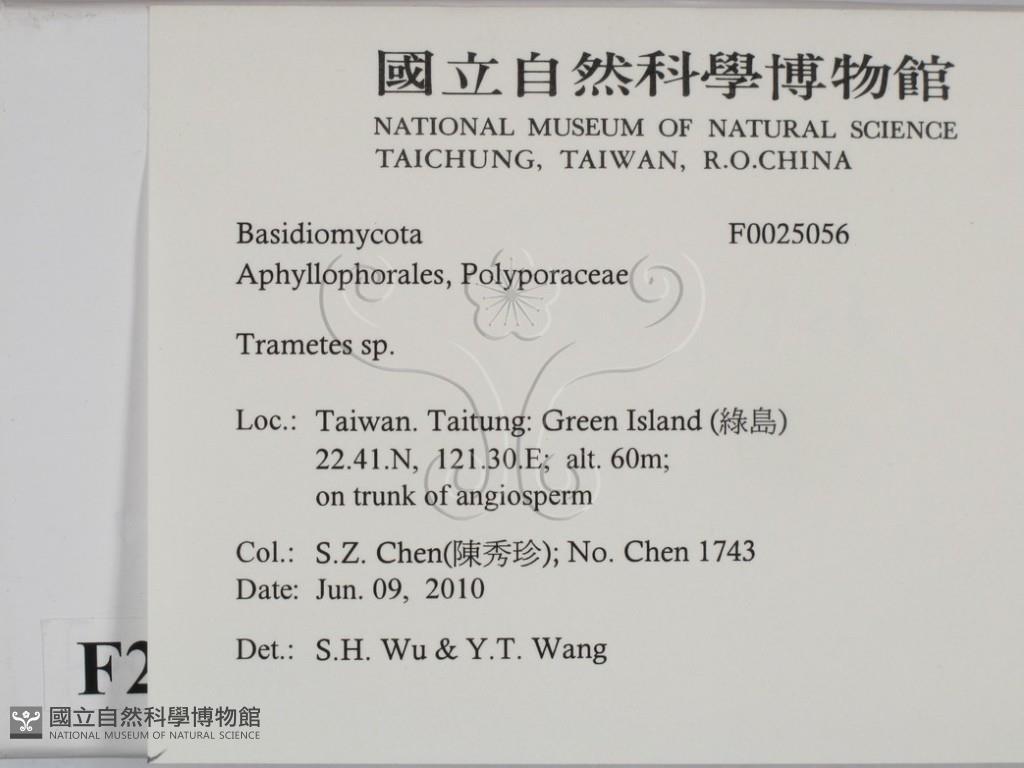 國立自然科學博物館
NATIONAL MUSEUM OF NATURAL SCIENCE
TAICHUNG, TAIWAN, R.O.CHINA
Basidiomycota F0025056
Aphyllophorales, Polyporaceae
Trametes sp.
Loc.: Taiwan. Taitung: Green Island (綠島)
22.41.N, 121.30.E; alt. 60m;
on trunk of angiosperm
Col.: S.Z. Chen(陳秀珍); No. Chen 1743
Date: Jun. 09, 2010
Det.: S.H. Wu & Y.T. Wang
F2
國立自然科學博物館
NATIONAL MUSEUM OF NATURAL SCIENCE